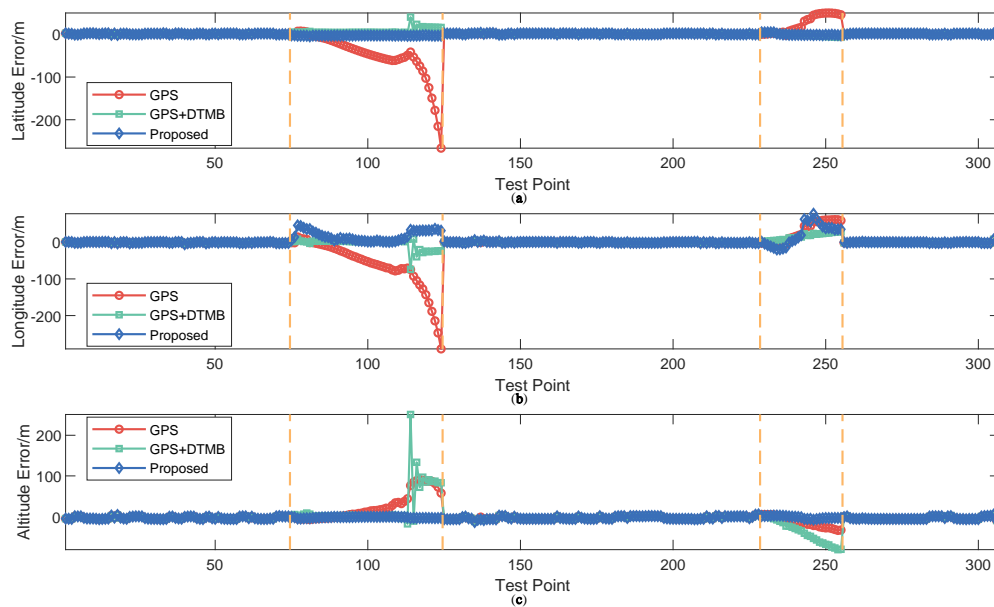 0
-100
-200
Latitude Error/m
GPS
GPS+DTMB
Proposed
50 100 150 200 250 300
Test Point
(a)
0
-100
-200
Longitude Error/m
GPS
GPS+DTMB
Proposed
50 100 150 200 250 300
Test Point
(b)
200
100
0
Altitude Error/m
GPS
GPS+DTMB
Proposed
50 100 150 200 250 300
Test Point
(c)